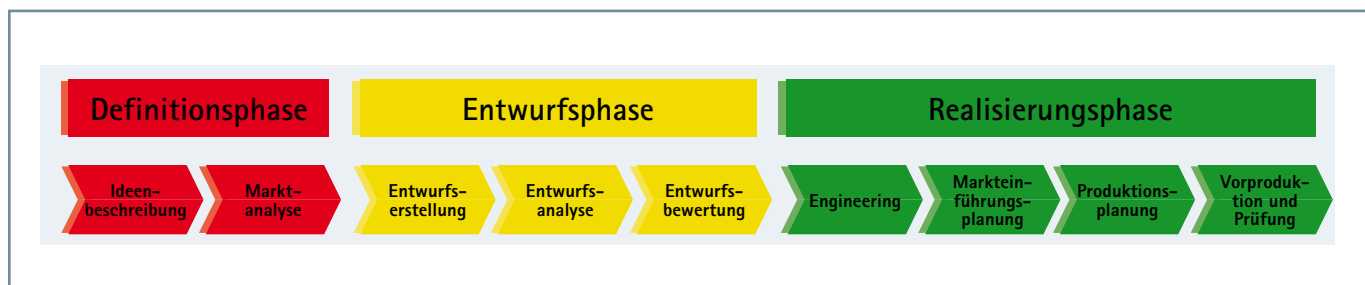 Definitionsphase
Entwurfsphase
Realisierungsphase
Ideen-
beschreibung
Markt-
analyse
Entwurfs-
erstellung
Entwurfs-
analyse
Entwurfs-
bewertung
Engineering
Marktein-
führungs-
planung
Produktions-
planung
Vorproduk-
tion und
Prüfung